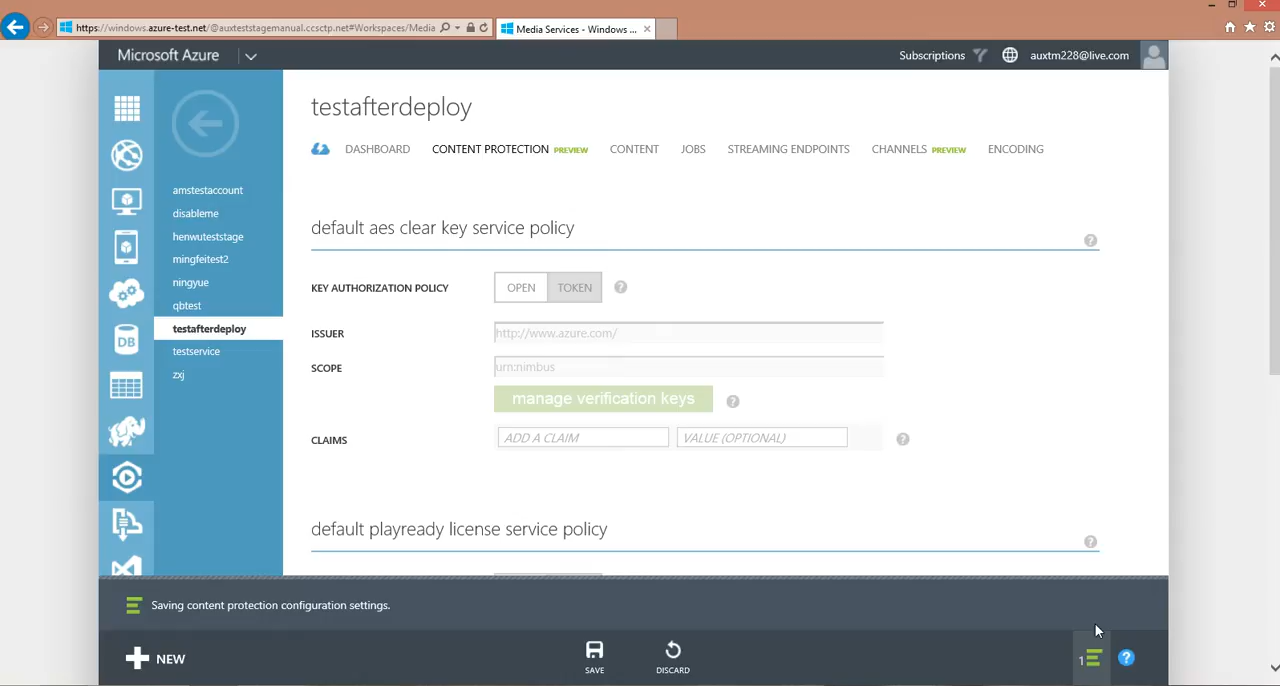 https://windows.azure-test.net/@auxteststagemanual.ccsctp.net#Workspaces/Media
Media Services - Windows ...
Microsoft Azure
Subscriptions
auxtm228@live.com
testafterdeploy
DASHBOARD
CONTENT PROTECTION PREVIEW
CONTENT
JOBS
STREAMING ENDPOINTS
CHANNELS PREVIEW
ENCODING
amstestaccount
disableme
henwuteststage
mingfeitest2
ningyue
qbtest
testafterdeploy
testservice
zxj
DB
default aes clear key service policy
?
KEY AUTHORIZATION POLICY
OPEN
TOKEN
?
ISSUER
http://www.azure.com/
SCOPE
urn:nimbus
manage verification keys
?
CLAIMS
ADD A CLAIM
VALUE (OPTIONAL)
?
default playready license service policy
?
Saving content protection configuration settings.
NEW
SAVE
DISCARD
1
?